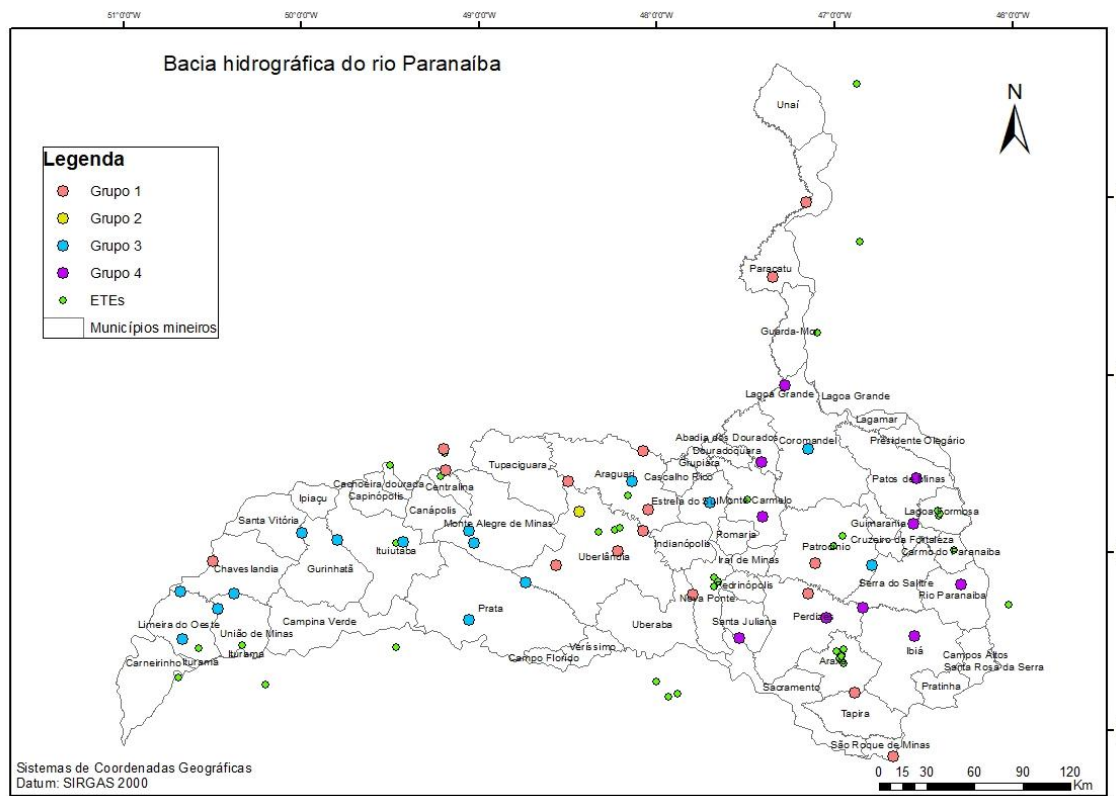 51°0'0"W 50°0'0"W 49°0'0"W 48°0'0"W 47°0'0"W 46°0'0"W
Bacia hidrográfica do rio Paranaíba
N
Legenda
Grupo 1
Grupo 2
Grupo 3
Grupo 4
ETEs
Municípios mineiros
Unaí
Paracatu
Guarda-Mor
Lagoa Grande
Lagoa Grande
Lagamar
Abadia dos Dourados
Coromandel
Presidente Olegário
Douradoquara
Grupiara
Tupaciguara
Araguari
Cascalho Rico
Patos de Minas
Cachoeira dourada
Centralina
Capinópolis
Ipiaçu
Estrela do Sul
Monte Carmelo
Lagoa Formosa
Canápolis
Santa Vitória
Monte Alegre de Minas
Guimarania
Romaria
Cruzeiro da Fortaleza
Indianópolis
Patrocínio
Carmo do Paranaiba
Ituiutaba
Uberlândia
Iraí de Minas
Chaveslandia
Gurinhatã
Pedrinópolis
Serra do Salitre
Rio Paranaiba
Nova Ponte
Prata
Limeira do Oeste
Campina Verde
Uberaba
Santa Juliana
Perdizes
União de Minas
Ibiá
Veríssimo
Iturama
Carneirinho
Iturama
Campo Florido
Araxá
Campos Altos
Santa Rosa da Serra
Sacramento
Pratinha
Tapira
São Roque de Minas
Sistemas de Coordenadas Geográficas
Datum: SIRGAS 2000
0 15 30 60 90 120
Km